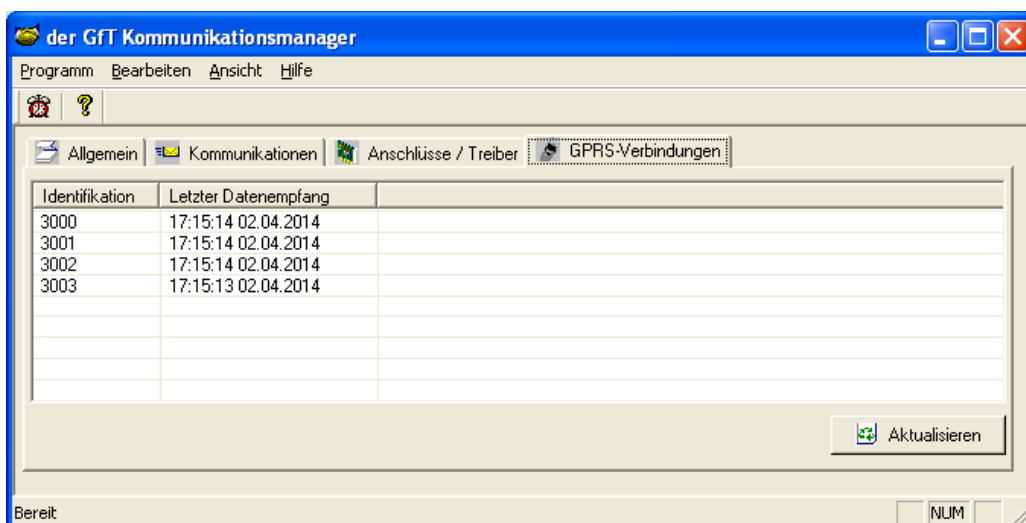 der GfT Kommunikationsmanager
Programm Bearbeiten Ansicht Hilfe
Allgemein Kommunikationen Anschlüsse / Treiber GPRS-Verbindungen
Identifikation Letzter Datenempfang
3000 17:15:14 02.04.2014
3001 17:15:14 02.04.2014
3002 17:15:14 02.04.2014
3003 17:15:13 02.04.2014
Aktualisieren
Bereit NUM